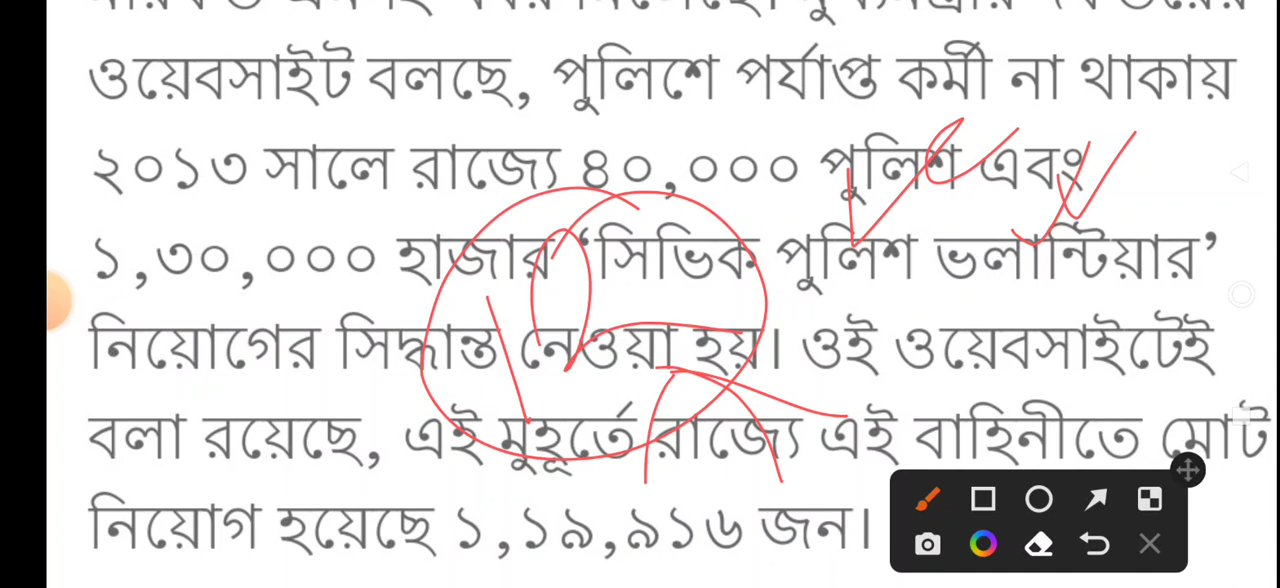 ওয়েবসাইট বলছে, পুলিশে পর্যাপ্ত কর্মী না থাকায়
২০১৩ সালে রাজ্যে ৪০,০০০ পুলিশ এবং
১,৩০,০০০ হাজার ‘সিভিক পুলিশ ভলান্টিয়ার’
নিয়োগের সিদ্ধান্ত নেওয়া হয়। ওই ওয়েবসাইটেই
বলা রয়েছে, এই মুহূর্তে রাজ্যে এই বাহিনীতে মোট
নিয়োগ হয়েছে ১,১৯,৯১৬ জন।